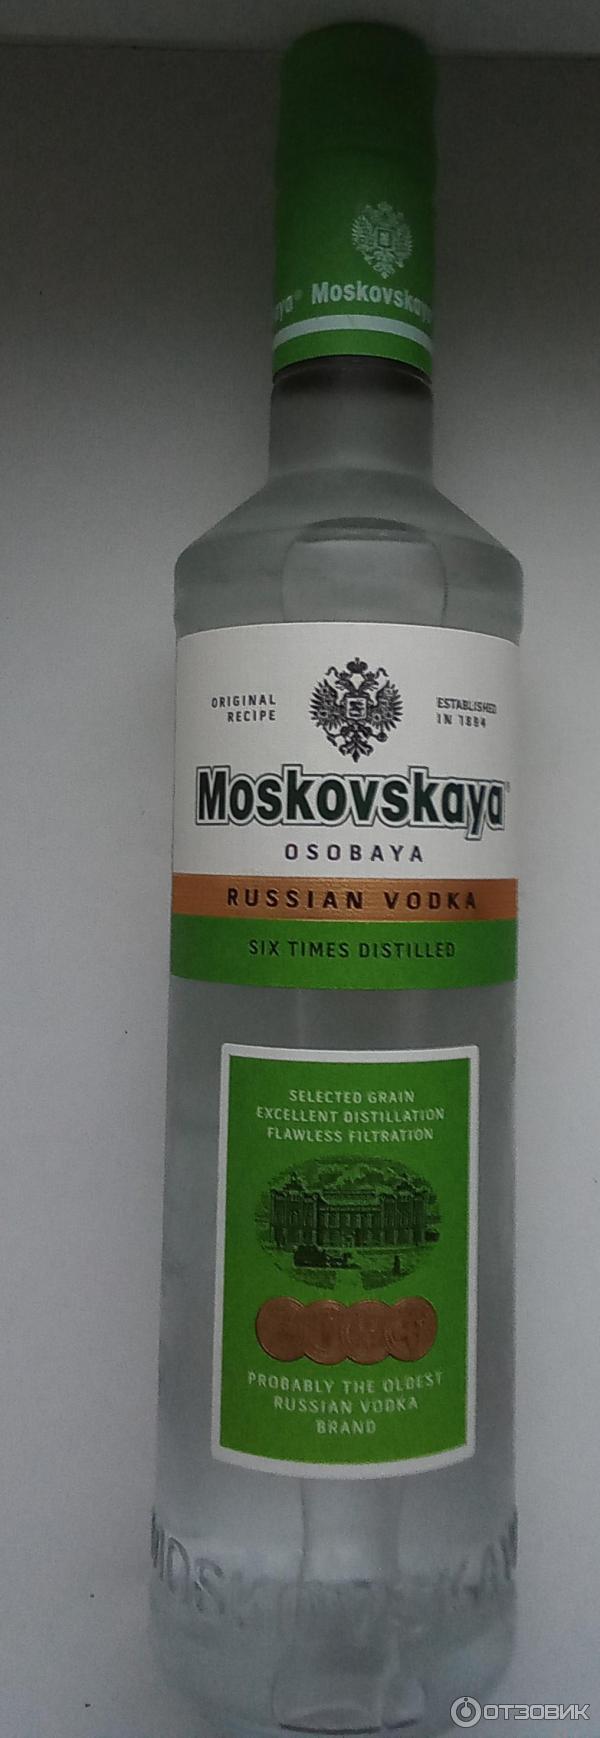 Moskovskaya
ORIGINAL RECIPE
ESTABLISHED IN 1894
Moskovskaya®
OSOBAYA
RUSSIAN VODKA
SIX TIMES DISTILLED
SELECTED GRAIN
EXCELLENT DISTILLATION
FLAWLESS FILTRATION
PROBABLY THE OLDEST
RUSSIAN VODKA
BRAND
MOSKOVSKAYA
ОТЗОВИК